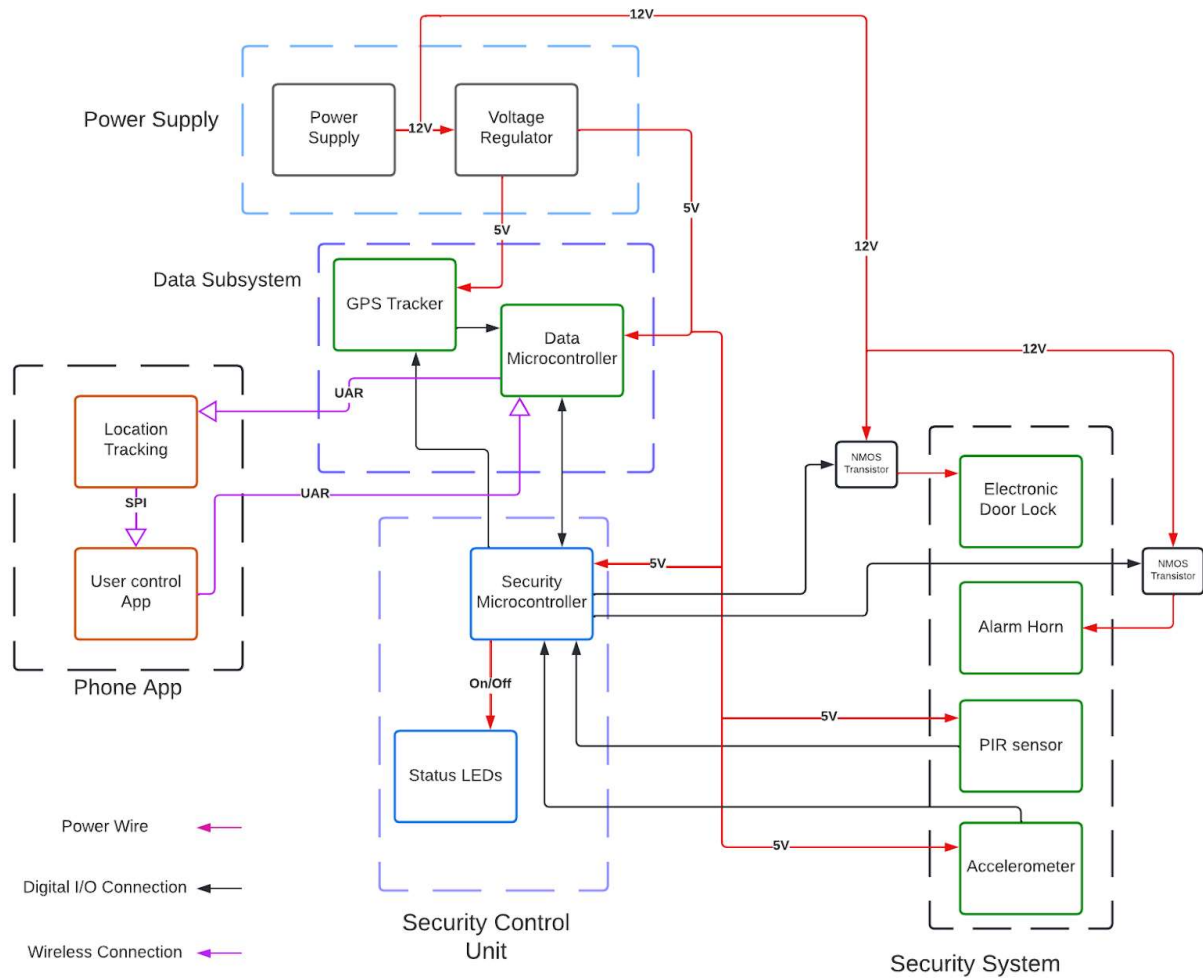 12V
Power Supply
Power
Supply
12V
Voltage
Regulator
5V
5V
12V
Data Subsystem
GPS Tracker
Data
Microcontroller
12V
UAR
Location
Tracking
SPI
UAR
User control
App
Phone App
NMOS
Transistor
Electronic
Door Lock
NMOS
Transistor
Security
Microcontroller
5V
Alarm Horn
On/Off
Status LEDs
5V
PIR sensor
5V
Accelerometer
Power Wire
Digital I/O Connection
Wireless Connection
Security Control
Unit
Security System